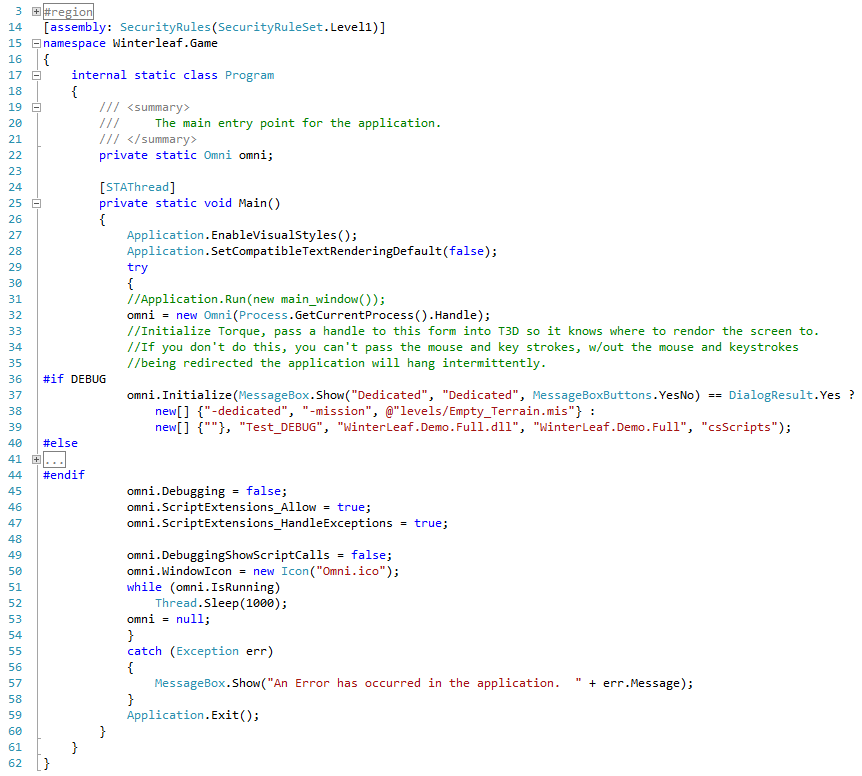 3 #region
14 [assembly: SecurityRules(SecurityRuleSet.Level1)]
15 namespace Winterleaf.Game
16 {
17     internal static class Program
18     {
19         /// <summary>
20         ///     The main entry point for the application.
21         /// </summary>
22         private static Omni omni;
23
24         [STAThread]
25         private static void Main()
26         {
27             Application.EnableVisualStyles();
28             Application.SetCompatibleTextRenderingDefault(false);
29             try
30             {
31             //Application.Run(new main_window());
32             omni = new Omni(Process.GetCurrentProcess().Handle);
33             //Initialize Torque, pass a handle to this form into T3D so it knows where to rendor the screen to.
34             //If you don't do this, you can't pass the mouse and key strokes, w/out the mouse and keystrokes
35             //being redirected the application will hang intermittently.
36 #if DEBUG
37             omni.Initialize(MessageBox.Show("Dedicated", "Dedicated", MessageBoxButtons.YesNo) == DialogResult.Yes ?
38                 new[] {"-dedicated", "-mission", @"levels/Empty_Terrain.mis"} :
39                 new[] {""}, "Test_DEBUG", "WinterLeaf.Demo.Full.dll", "WinterLeaf.Demo.Full", "csScripts");
40 #else
41 ...
44 #endif
45             omni.Debugging = false;
46             omni.ScriptExtensions_Allow = true;
47             omni.ScriptExtensions_HandleExceptions = true;
48
49             omni.DebuggingShowScriptCalls = false;
50             omni.WindowIcon = new Icon("Omni.ico");
51             while (omni.IsRunning)
52                 Thread.Sleep(1000);
53             omni = null;
54             }
55             catch (Exception err)
56             {
57                 MessageBox.Show("An Error has occurred in the application.  " + err.Message);
58             }
59             Application.Exit();
60         }
61     }
62 }